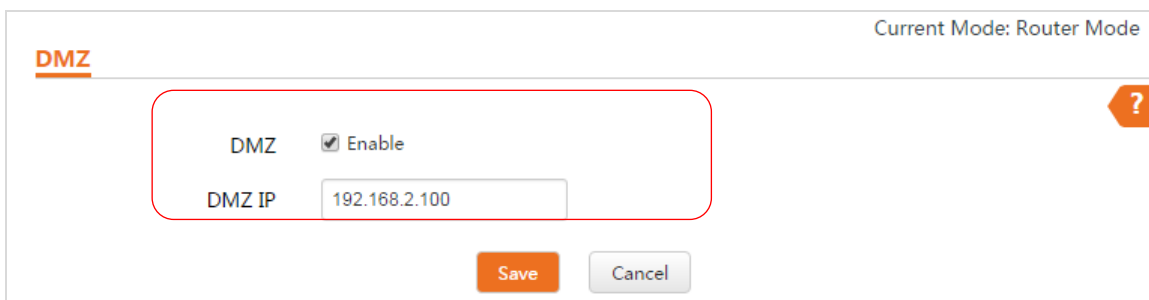 Current Mode: Router Mode
DMZ
?
DMZ Enable
DMZ IP 192.168.2.100
Save Cancel